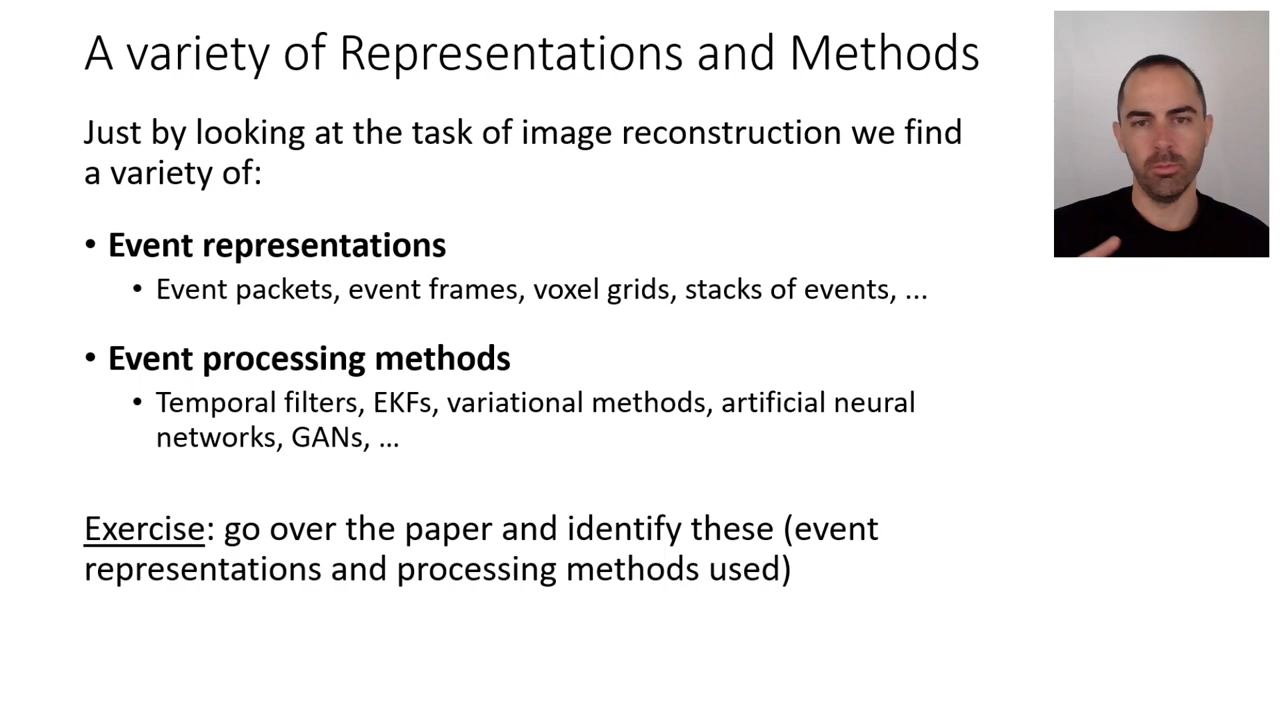 A variety of Representations and Methods
Just by looking at the task of image reconstruction we find
a variety of:
• Event representations
• Event packets, event frames, voxel grids, stacks of events, ...
• Event processing methods
• Temporal filters, EKFs, variational methods, artificial neural
networks, GANs, …
Exercise: go over the paper and identify these (event
representations and processing methods used)